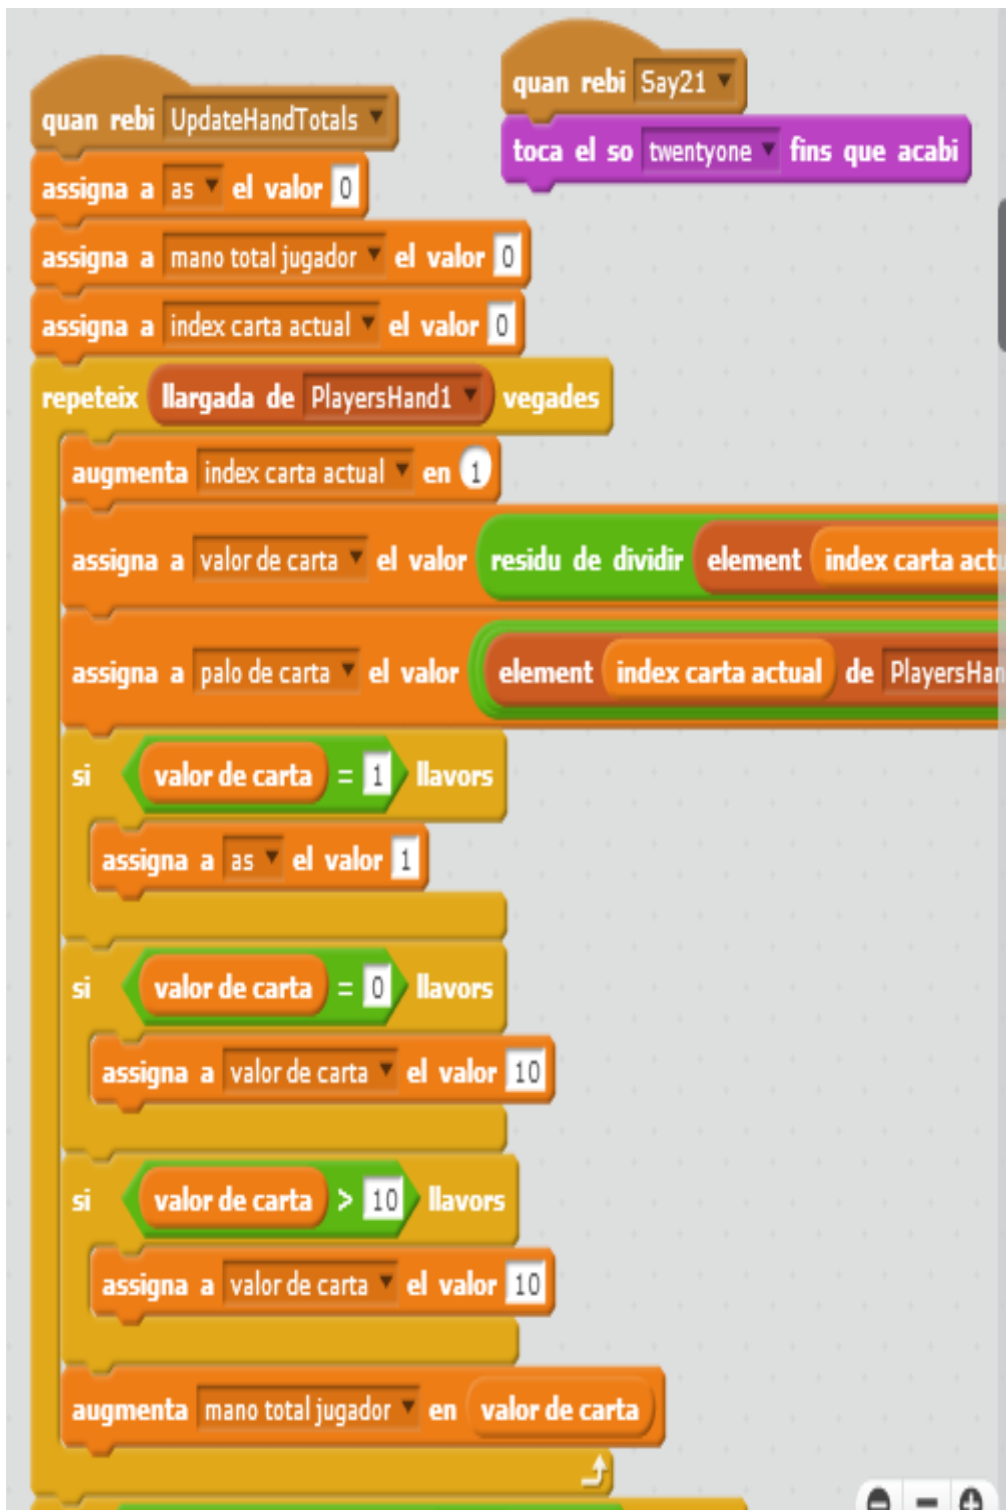 quan rebi UpdateHandTotals
assigna a as el valor 0
assigna a mano total jugador el valor 0
assigna a index carta actual el valor 0
repeteix llargada de PlayersHand1 vegades
augmenta index carta actual en 1
assigna a valor de carta el valor residu de dividir element index carta actu
assigna a palo de carta el valor element index carta actual de PlayersHan
si valor de carta = 1 llavors
assigna a as el valor 1
si valor de carta = 0 llavors
assigna a valor de carta el valor 10
si valor de carta > 10 llavors
assigna a valor de carta el valor 10
augmenta mano total jugador en valor de carta
quan rebi Say21
toca el so twentyone fins que acabi